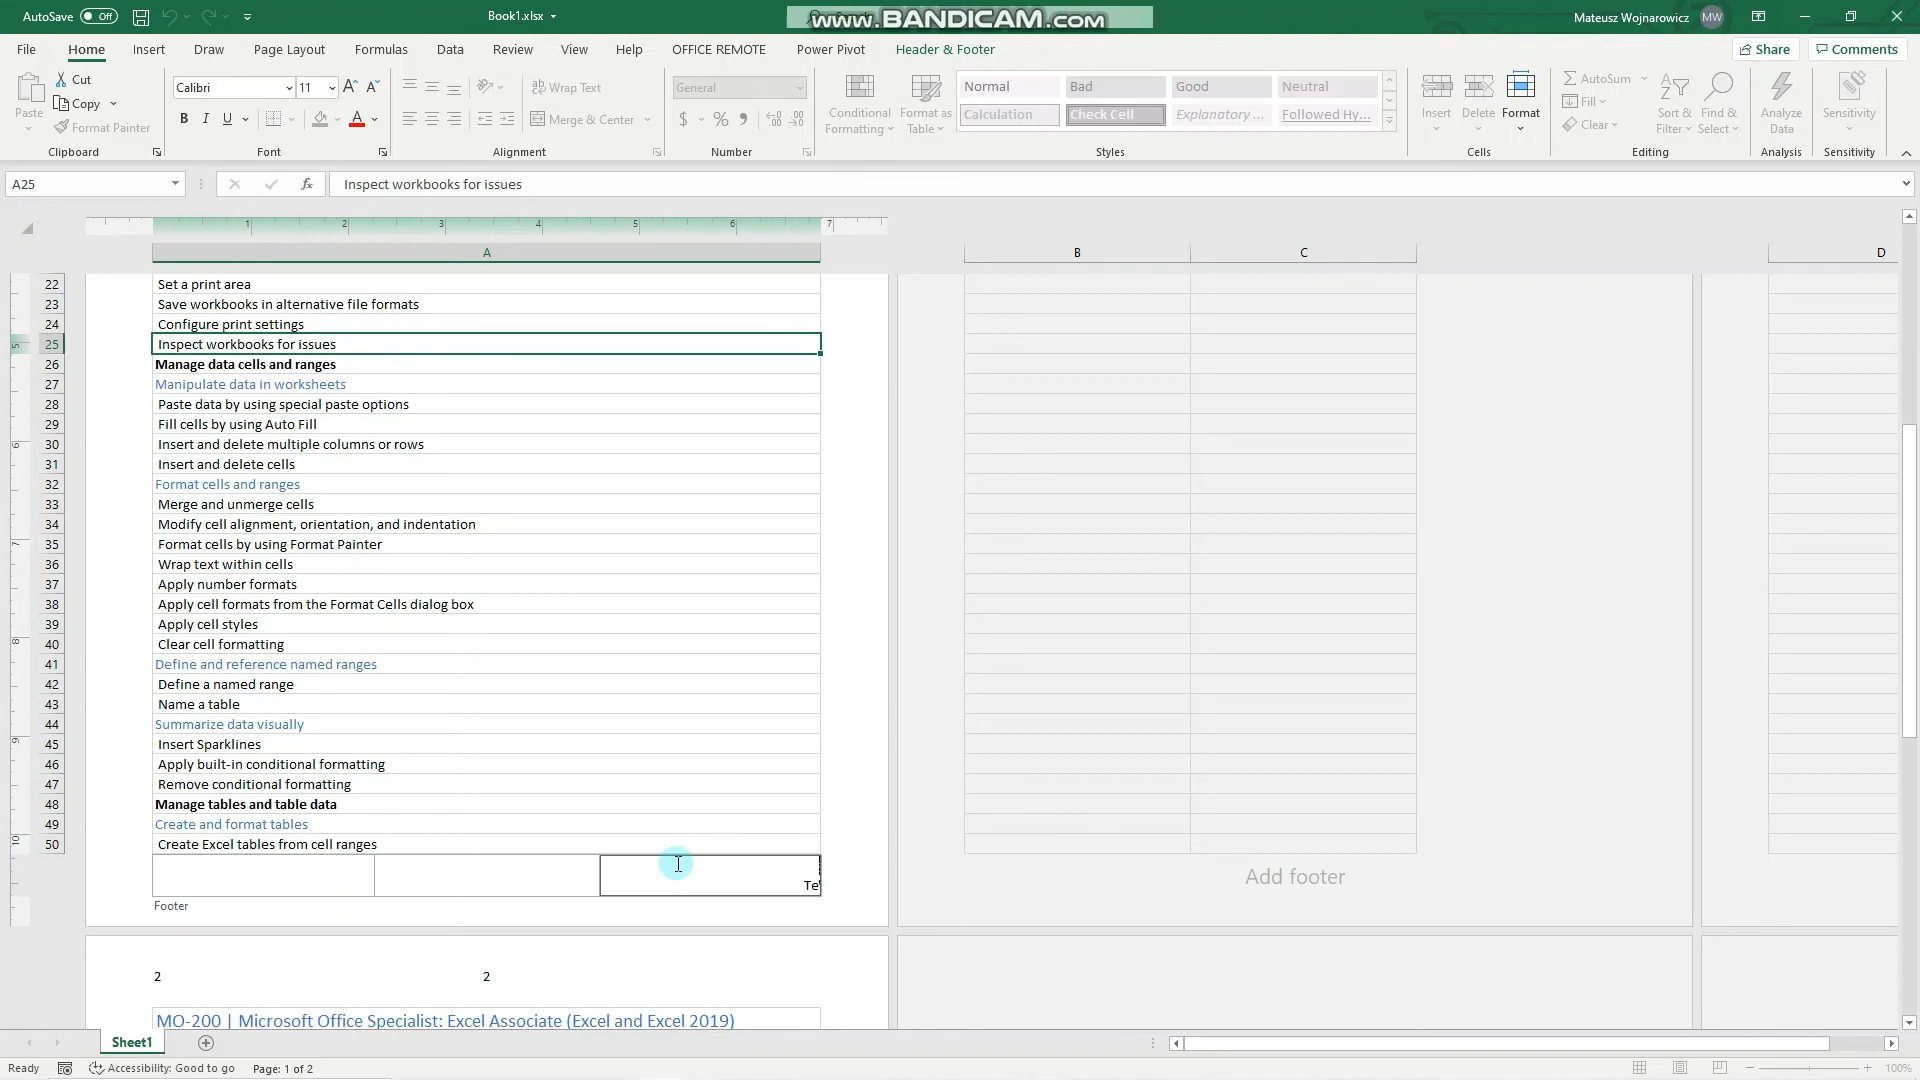 AutoSave Off Book1.xlsx www.BANDICAM.com Mateusz Wojnarowicz MW
File Home Insert Draw Page Layout Formulas Data Review View Help OFFICE REMOTE Power Pivot Header & Footer Share Comments
Paste Cut Copy Format Painter
Clipboard
Calibri 11
B I U A
Font
Wrap Text
Merge & Center
Alignment
General
$ % 9
Number
Conditional Formatting
Format as Table
Normal Bad Good Neutral
Calculation Check Cell Explanatory ... Followed Hy...
Styles
Insert Delete Format
Cells
AutoSum
Fill
Clear
Sort & Filter
Find & Select
Editing
Analyze Data
Analysis
Sensitivity
Sensitivity
A25 fx Inspect workbooks for issues
1 2 3 4 5 6 7
A B C D
22 Set a print area
23 Save workbooks in alternative file formats
24 Configure print settings
25 Inspect workbooks for issues
26 Manage data cells and ranges
27 Manipulate data in worksheets
28 Paste data by using special paste options
29 Fill cells by using Auto Fill
30 Insert and delete multiple columns or rows
31 Insert and delete cells
32 Format cells and ranges
33 Merge and unmerge cells
34 Modify cell alignment, orientation, and indentation
35 Format cells by using Format Painter
36 Wrap text within cells
37 Apply number formats
38 Apply cell formats from the Format Cells dialog box
39 Apply cell styles
40 Clear cell formatting
41 Define and reference named ranges
42 Define a named range
43 Name a table
44 Summarize data visually
45 Insert Sparklines
46 Apply built-in conditional formatting
47 Remove conditional formatting
48 Manage tables and table data
49 Create and format tables
50 Create Excel tables from cell ranges
Te
Add footer
Footer
2 2
MO-200 | Microsoft Office Specialist: Excel Associate (Excel and Excel 2019)
Sheet1
Ready Accessibility: Good to go Page: 1 of 2 100%